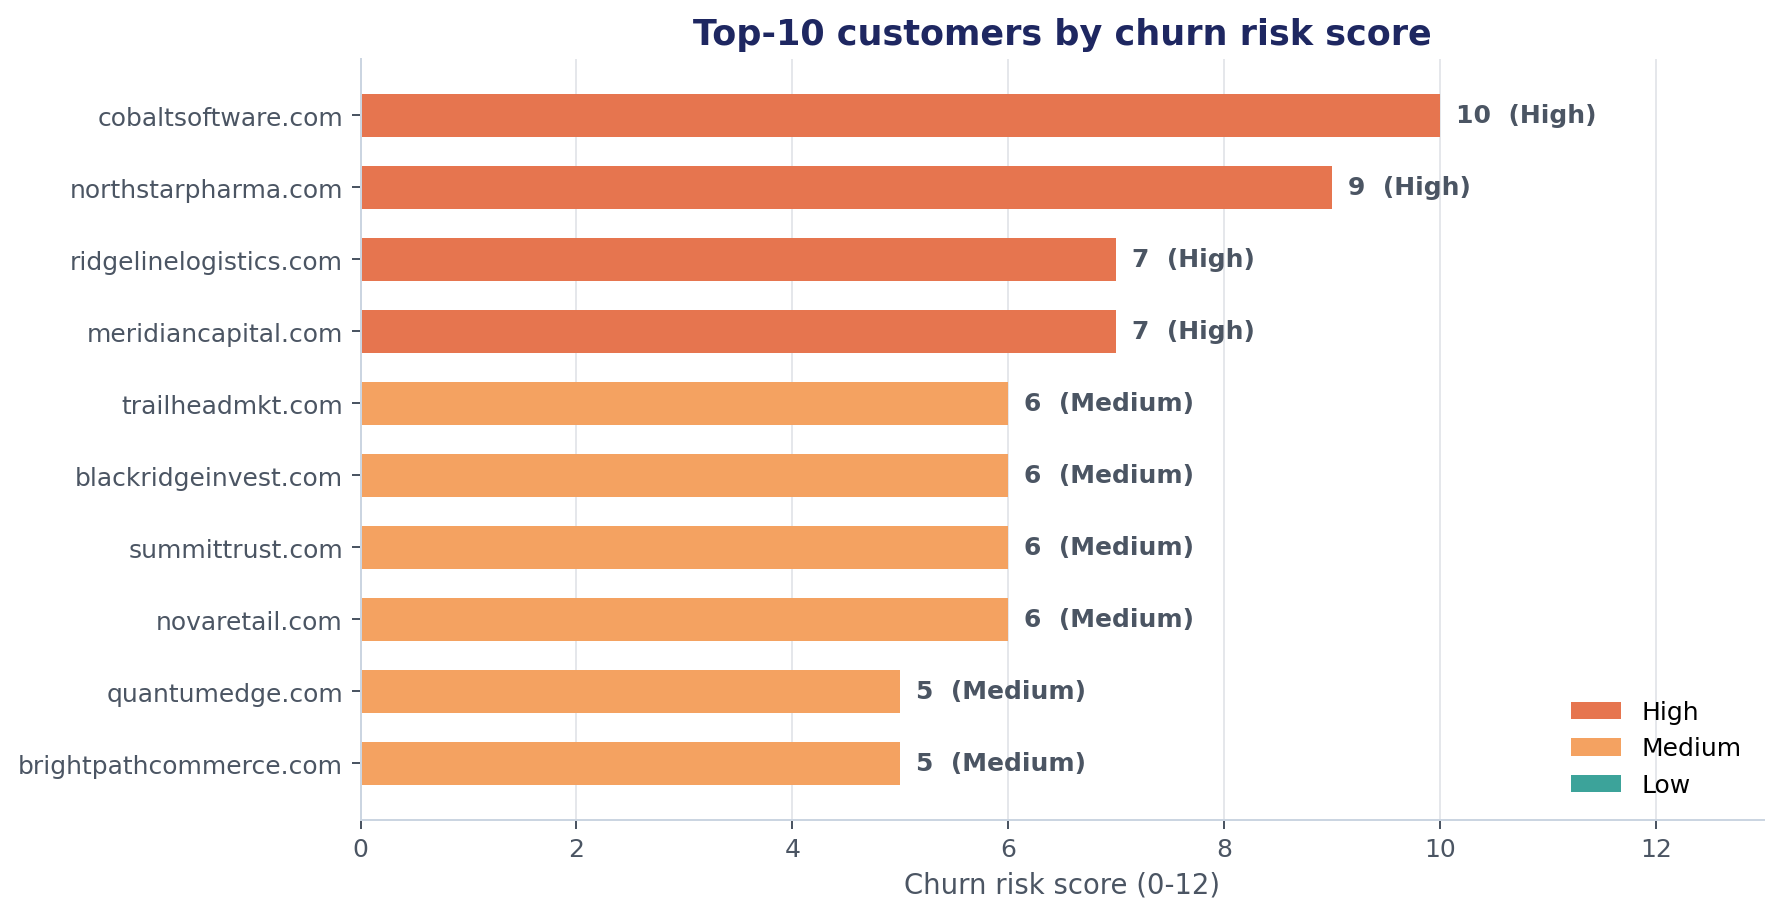 Top-10 customers by churn risk score
cobaltsoftware.com 10 (High)
northstarpharma.com 9 (High)
ridgelinelogistics.com 7 (High)
meridiancapital.com 7 (High)
trailheadmkt.com 6 (Medium)
blackridgeinvest.com 6 (Medium)
summittrust.com 6 (Medium)
novaretail.com 6 (Medium)
quantumedge.com 5 (Medium)
brightpathcommerce.com 5 (Medium)
High
Medium
Low
0 2 4 6 8 10 12
Churn risk score (0-12)